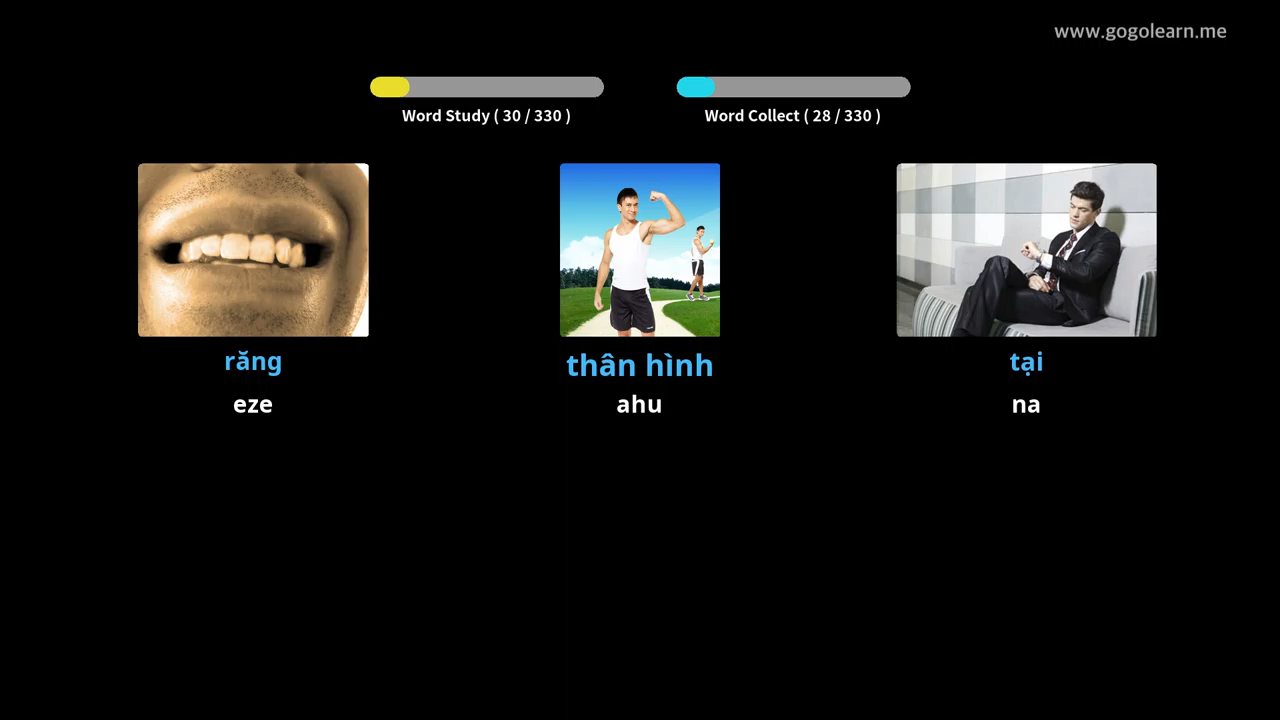 www.gogolearn.me
Word Study ( 30 / 330 )
Word Collect ( 28 / 330 )
răng
thân hình
tại
eze
ahu
na